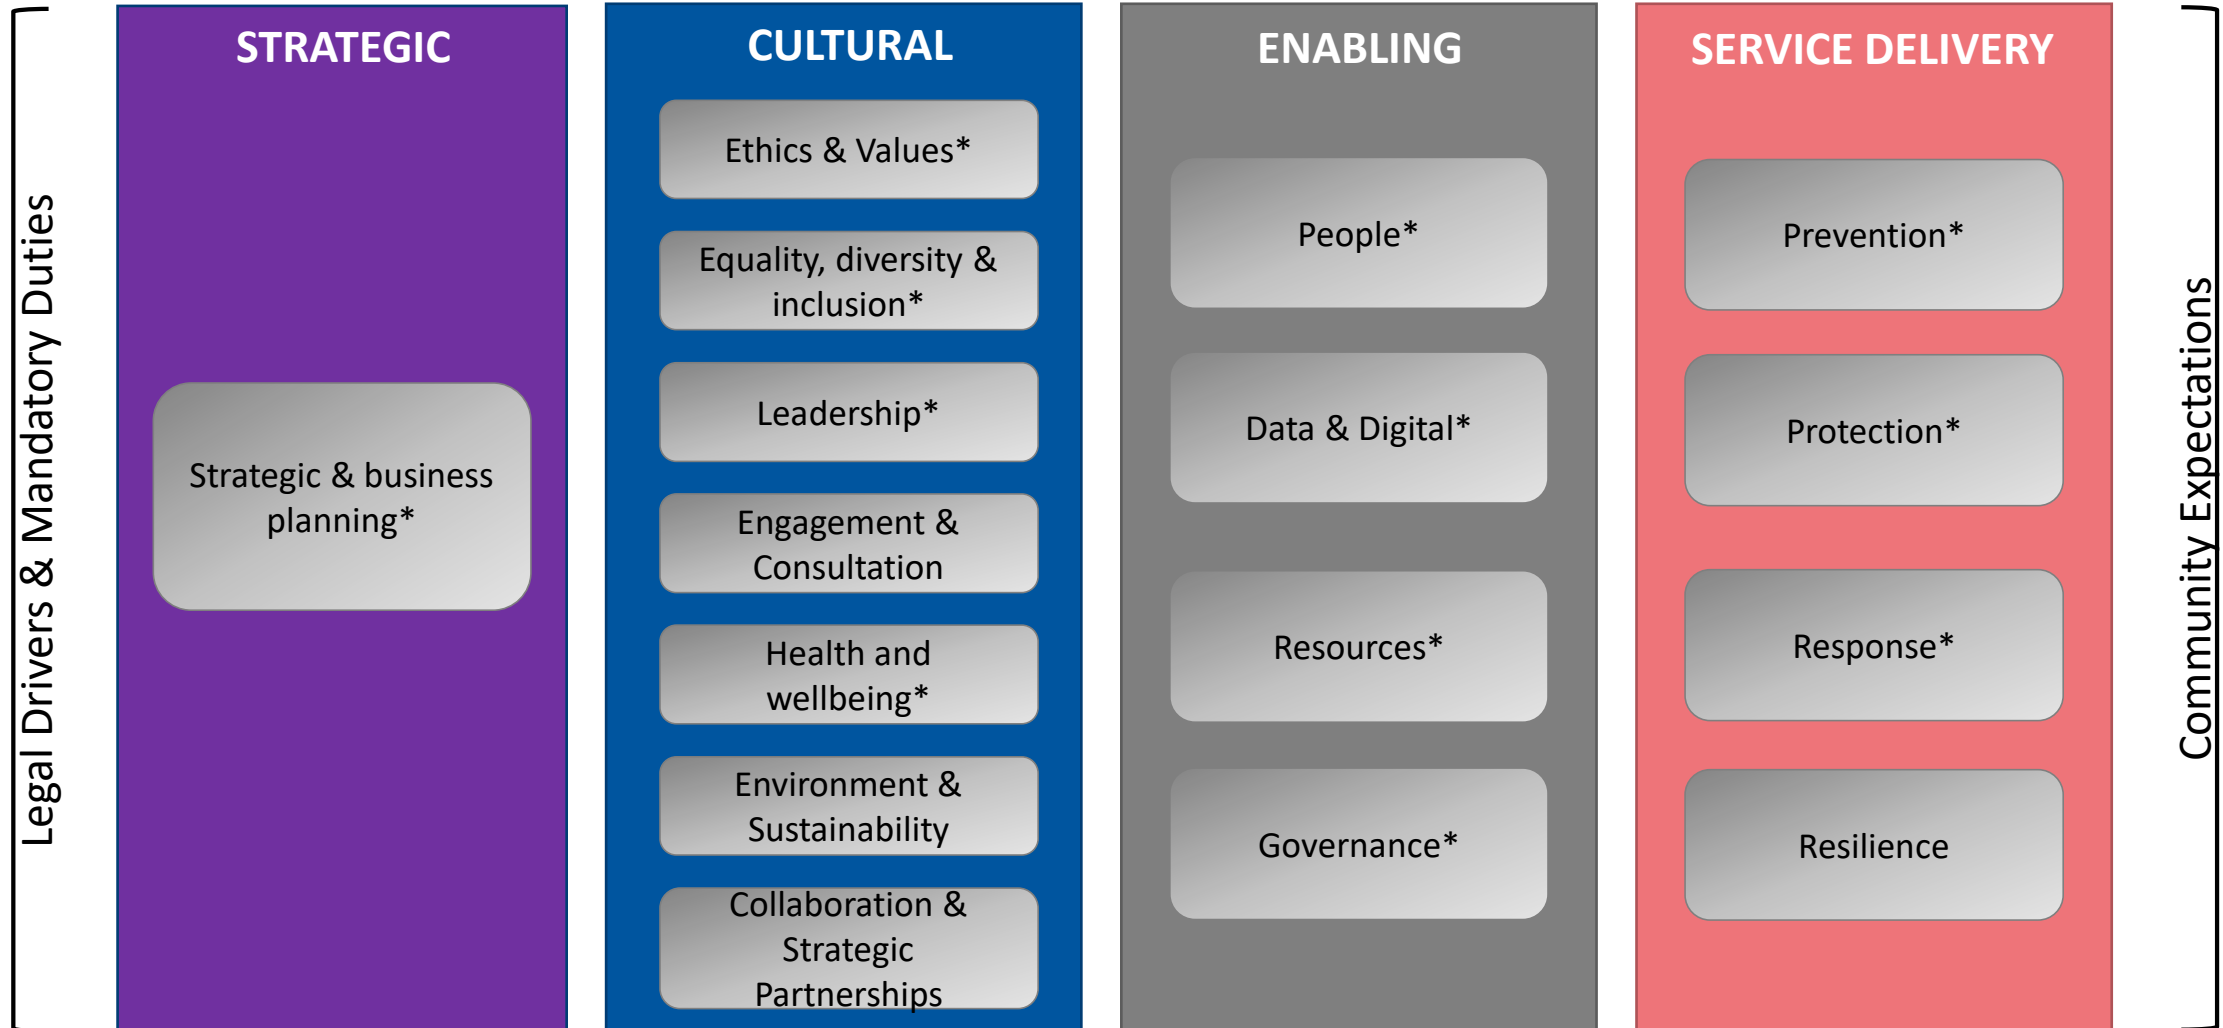 Legal Drivers & Mandatory Duties
STRATEGIC
Strategic & business
planning*
CULTURAL
Ethics & Values*
Equality, diversity &
inclusion*
Leadership*
Engagement &
Consultation
Health and
wellbeing*
Environment &
Sustainability
Collaboration &
Strategic
Partnerships
ENABLING
People*
Data & Digital*
Resources*
Governance*
SERVICE DELIVERY
Prevention*
Protection*
Response*
Resilience
Community Expectations